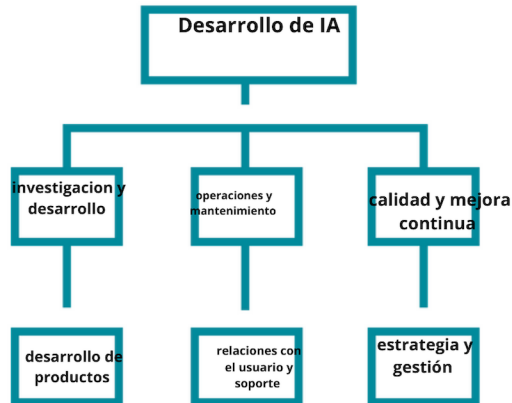 Desarrollo de IA
investigacion y
desarrollo
operaciones y
mantenimiento
calidad y mejora
continua
desarrollo de
productos
relaciones con
el usuario y
soporte
estrategia y
gestión